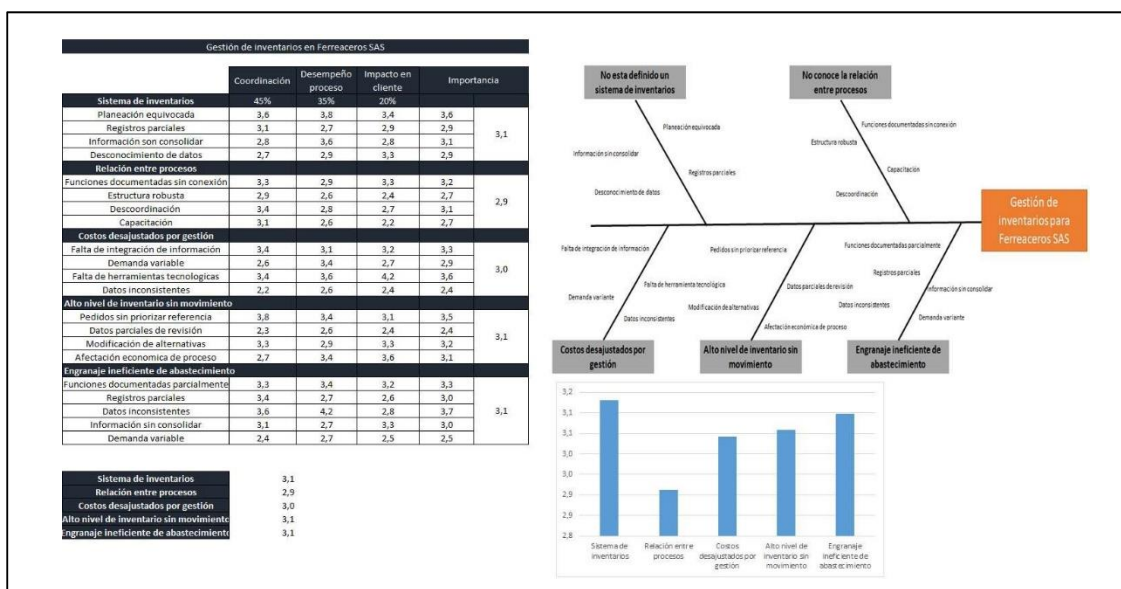 Gestión de inventarios en Ferreaceros SAS
Coordinación Desempeño proceso Impacto en cliente Importancia
Sistema de inventarios 45% 35% 20%
Planeación equivocada 3,6 3,8 3,4 3,6
Registros parciales 3,1 2,7 2,9 2,9
3,1
Información son consolidar 2,8 3,6 2,8 3,1
Desconocimiento de datos 2,7 2,9 3,3 2,9
Relación entre procesos
Funciones documentadas sin conexión 3,3 2,9 3,3 3,2
Estructura robusta 2,9 2,6 2,4 2,7
2,9
Descoordinación 3,4 2,8 2,7 3,1
Capacitación 3,1 2,6 2,2 2,7
Costos desajustados por gestión
Falta de integración de información 3,4 3,1 3,2 3,3
Demanda variable 2,6 3,4 2,7 2,9
3,0
Falta de herramientas tecnologicas 3,4 3,6 4,2 3,6
Datos inconsistentes 2,2 2,6 2,4 2,4
Alto nivel de inventario sin movimiento
Pedidos sin priorizar referencia 3,8 3,4 3,1 3,5
Datos parciales de revisión 2,3 2,6 2,4 2,4
3,1
Modificación de alternativas 3,3 2,9 3,3 3,2
Afectación economica de proceso 2,7 3,4 3,6 3,1
Engranaje ineficiente de abastecimiento
Funciones documentadas parcialmente 3,3 3,4 3,2 3,3
Registros parciales 3,4 2,7 2,6 3,0
Datos inconsistentes 3,6 4,2 2,8 3,7
3,1
Información sin consolidar 3,1 2,7 3,3 3,0
Demanda variable 2,4 2,7 2,5 2,5
Sistema de inventarios 3,1
Relación entre procesos 2,9
Costos desajustados por gestión 3,0
Alto nivel de inventario sin movimiento 3,1
Engranaje ineficiente de abastecimiento 3,1
No esta definido un
sistema de inventarios
No conoce la relación
entre procesos
Planeación equivocada
Información sin consolidar
Registros parciales
Desconocimiento de datos
Funciones documentadas sin conexión
Estructura robusta
Capacitación
Descoordinación
Gestión de
inventarios para
Ferreaceros SAS
Falta de integración de información
Falta de herramienta tecnológica
Demanda variante
Datos inconsistentes
Pedidos sin priorizar referencia
Datos parciales de revisión
Modificación de alternativas
Afectación económica de proceso
Funciones documentadas parcialmente
Registros parciales
Información sin consolidar
Datos inconsistentes
Demanda variante
Costos desajustados por
gestión
Alto nivel de inventario sin
movimiento
Engranaje ineficiente de
abastecimiento
3,2
3,1
3,1
3,0
3,0
2,9
2,9
2,8
Sistema de
inventarios
Relación entre
procesos
Costos
desajustados por
gestión
Alto nivel de
inventario sin
movimiento
Engranaje
ineficiente de
abastecimiento